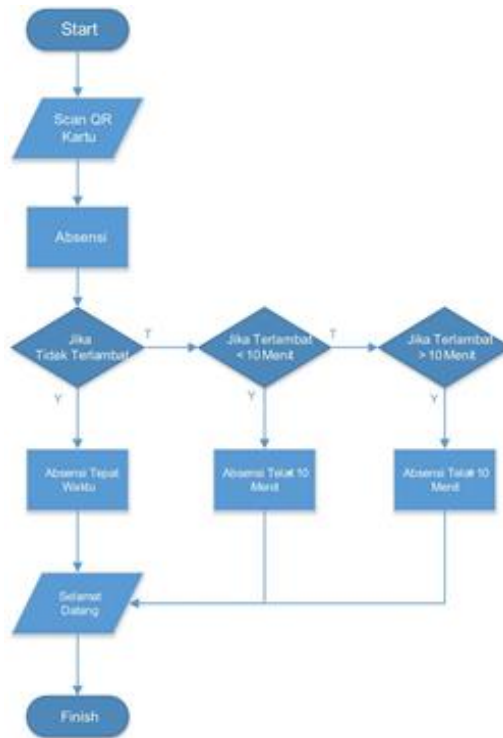 Start
Scan QR
Kartu
Absensi
Jika
Tidak Terlambat
T
Jika Terlambat
< 10 Menit
T
Jika Terlambat
> 10 Menit
Y
Y
Y
Absensi Tepat
Waktu
Absensi Telat 10
Menit
Absensi Telat 10
Menit
Selamat
Datang
Finish